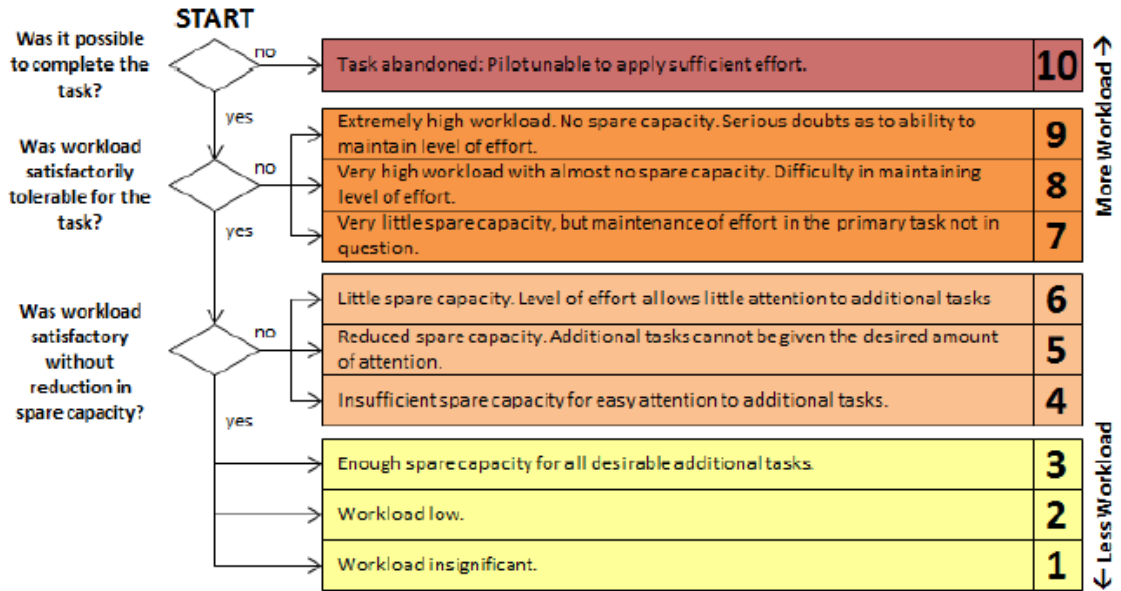 START
Was it possible
to complete the
task?
no
Task abandoned: Pilot unable to apply sufficient effort.
10
yes
Was workload
satisfactorily
tolerable for the
task?
no
Extremely high workload. No spare capacity. Serious doubts as to ability to
maintain level of effort.
9
Very high workload with almost no spare capacity. Difficulty in maintaining
level of effort.
8
Very little spare capacity, but maintenance of effort in the primary task not in
question.
7
yes
Was workload
satisfactory
without
reduction in
spare capacity?
no
Little spare capacity. Level of effort allows little attention to additional tasks
6
Reduced spare capacity. Additional tasks cannot be given the desired amount
of attention.
5
Insufficient spare capacity for easy attention to additional tasks.
4
yes
Enough spare capacity for all desirable additional tasks.
3
Workload low.
2
Workload insignificant.
1
More Workload →
← Less Workload